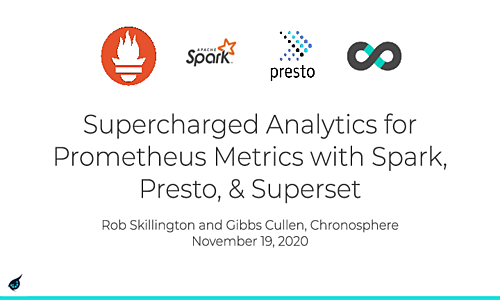 APACHE
Spark
presto
Supercharged Analytics for
Prometheus Metrics with Spark,
Presto, & Superset
Rob Skillington and Gibbs Cullen, Chronosphere
November 19, 2020